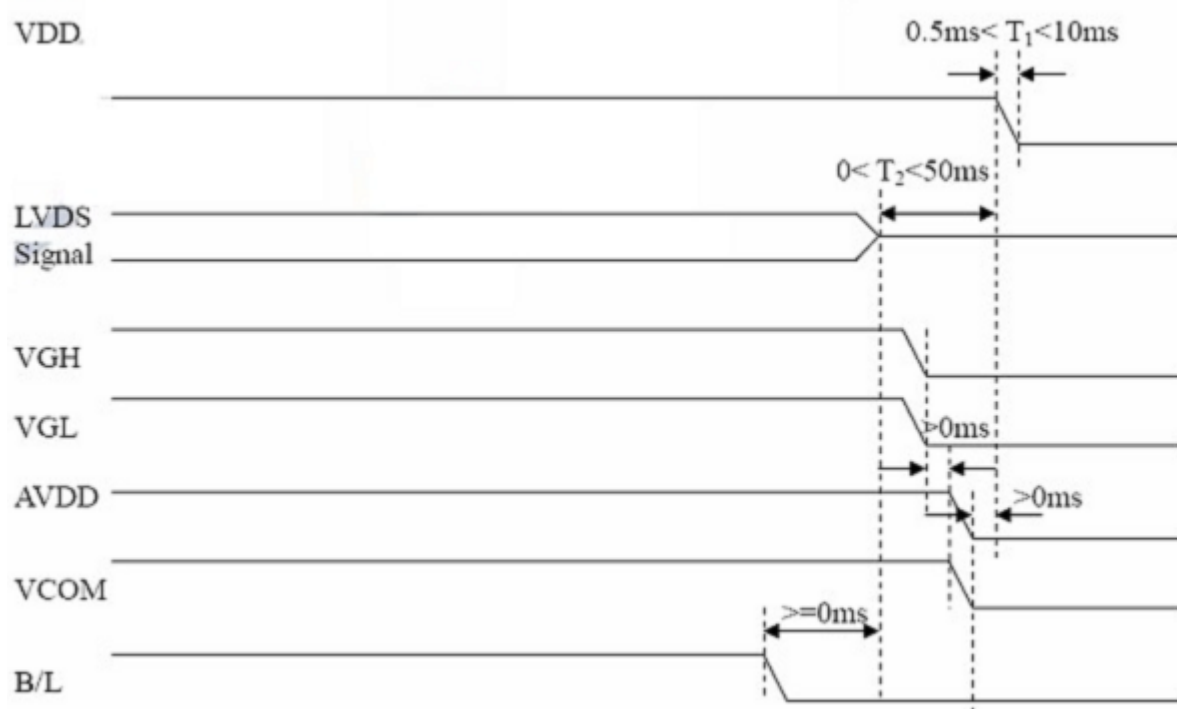 VDD
0.5ms< T₁<10ms
0< T₂<50ms
LVDS
Signal
VGH
VGL
>0ms
AVDD
>0ms
VCOM
>=0ms
B/L